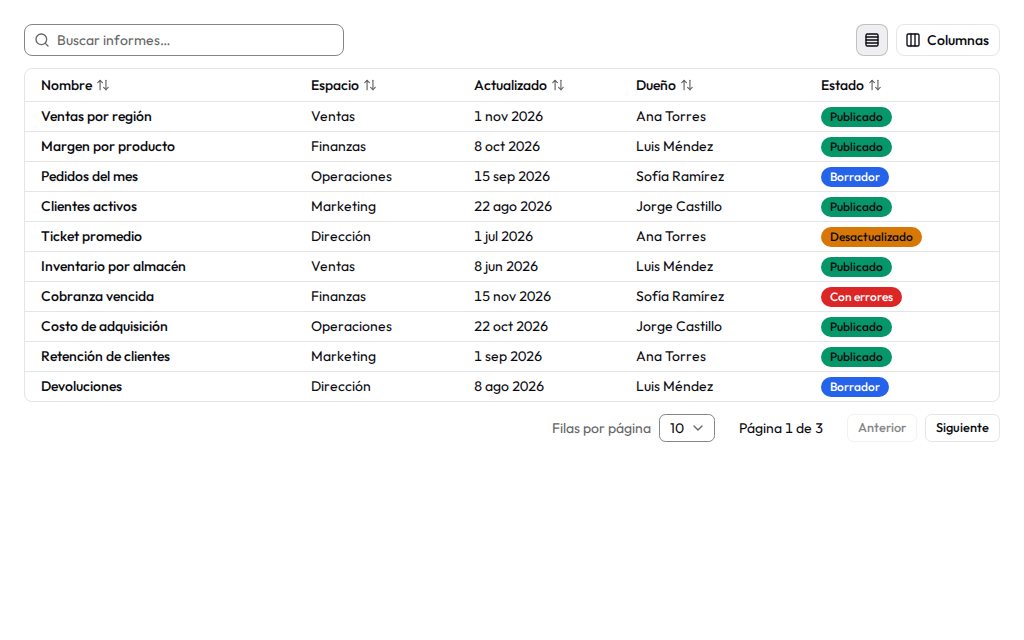 Buscar informes…
Columnas
Nombre Espacio Actualizado Dueño Estado
Ventas por región Ventas 1 nov 2026 Ana Torres Publicado
Margen por producto Finanzas 8 oct 2026 Luis Méndez Publicado
Pedidos del mes Operaciones 15 sep 2026 Sofía Ramírez Borrador
Clientes activos Marketing 22 ago 2026 Jorge Castillo Publicado
Ticket promedio Dirección 1 jul 2026 Ana Torres Desactualizado
Inventario por almacén Ventas 8 jun 2026 Luis Méndez Publicado
Cobranza vencida Finanzas 15 nov 2026 Sofía Ramírez Con errores
Costo de adquisición Operaciones 22 oct 2026 Jorge Castillo Publicado
Retención de clientes Marketing 1 sep 2026 Ana Torres Publicado
Devoluciones Dirección 8 ago 2026 Luis Méndez Borrador
Filas por página 10 Página 1 de 3 Anterior Siguiente